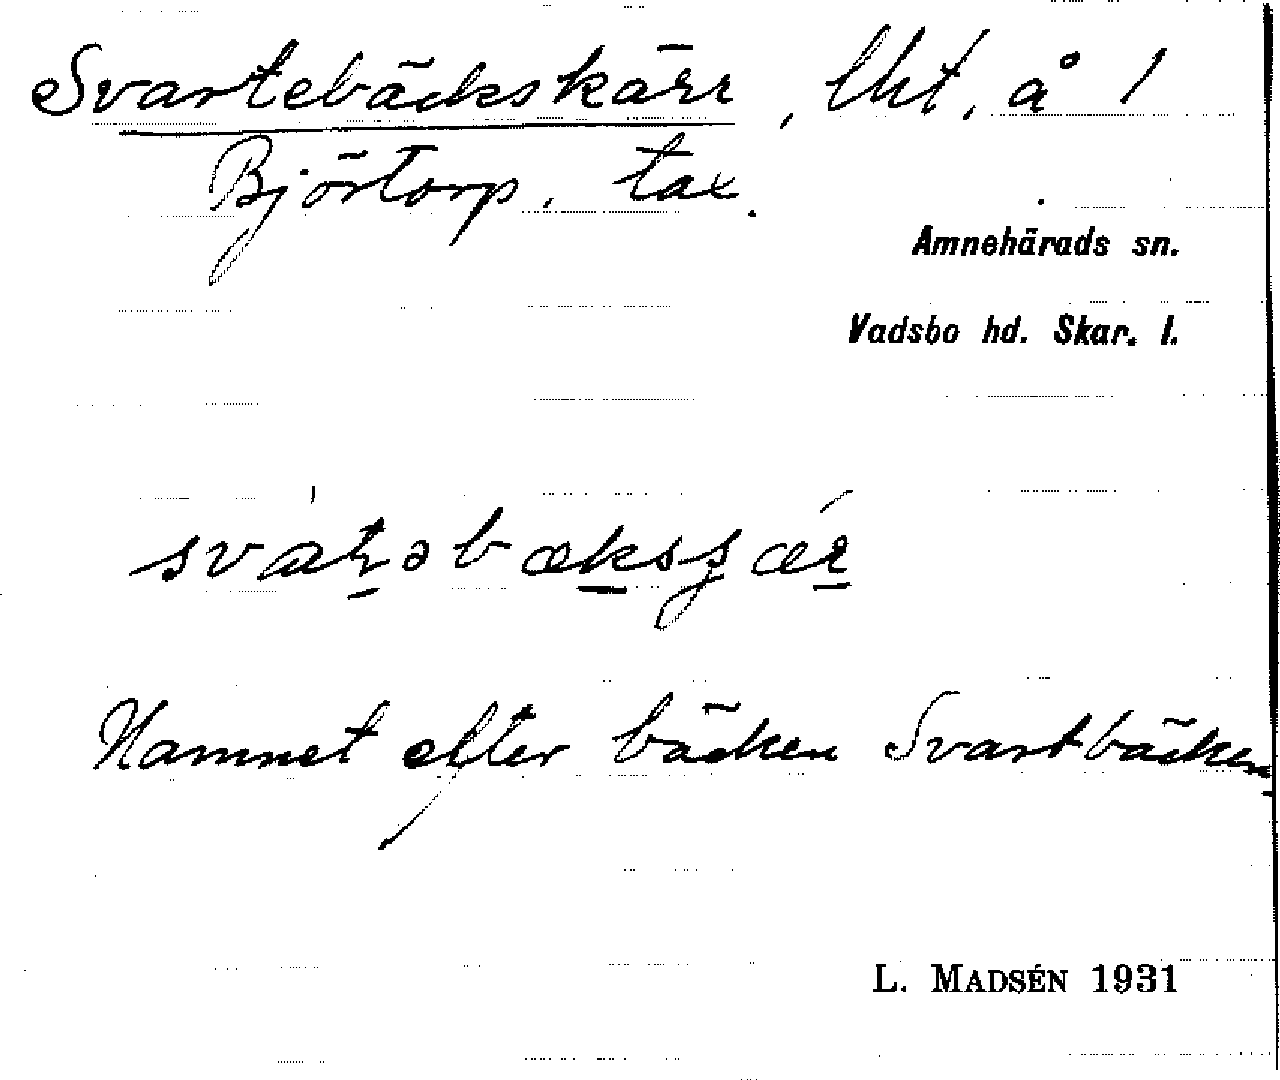 Svartebäckskärr, lht, å 1
Björtorp, tax.
Amnehärads sn.
Vadsbo hd. Skar. l.
Namnet efter bäcken Svartbäcken
L. MADSÉN 1931